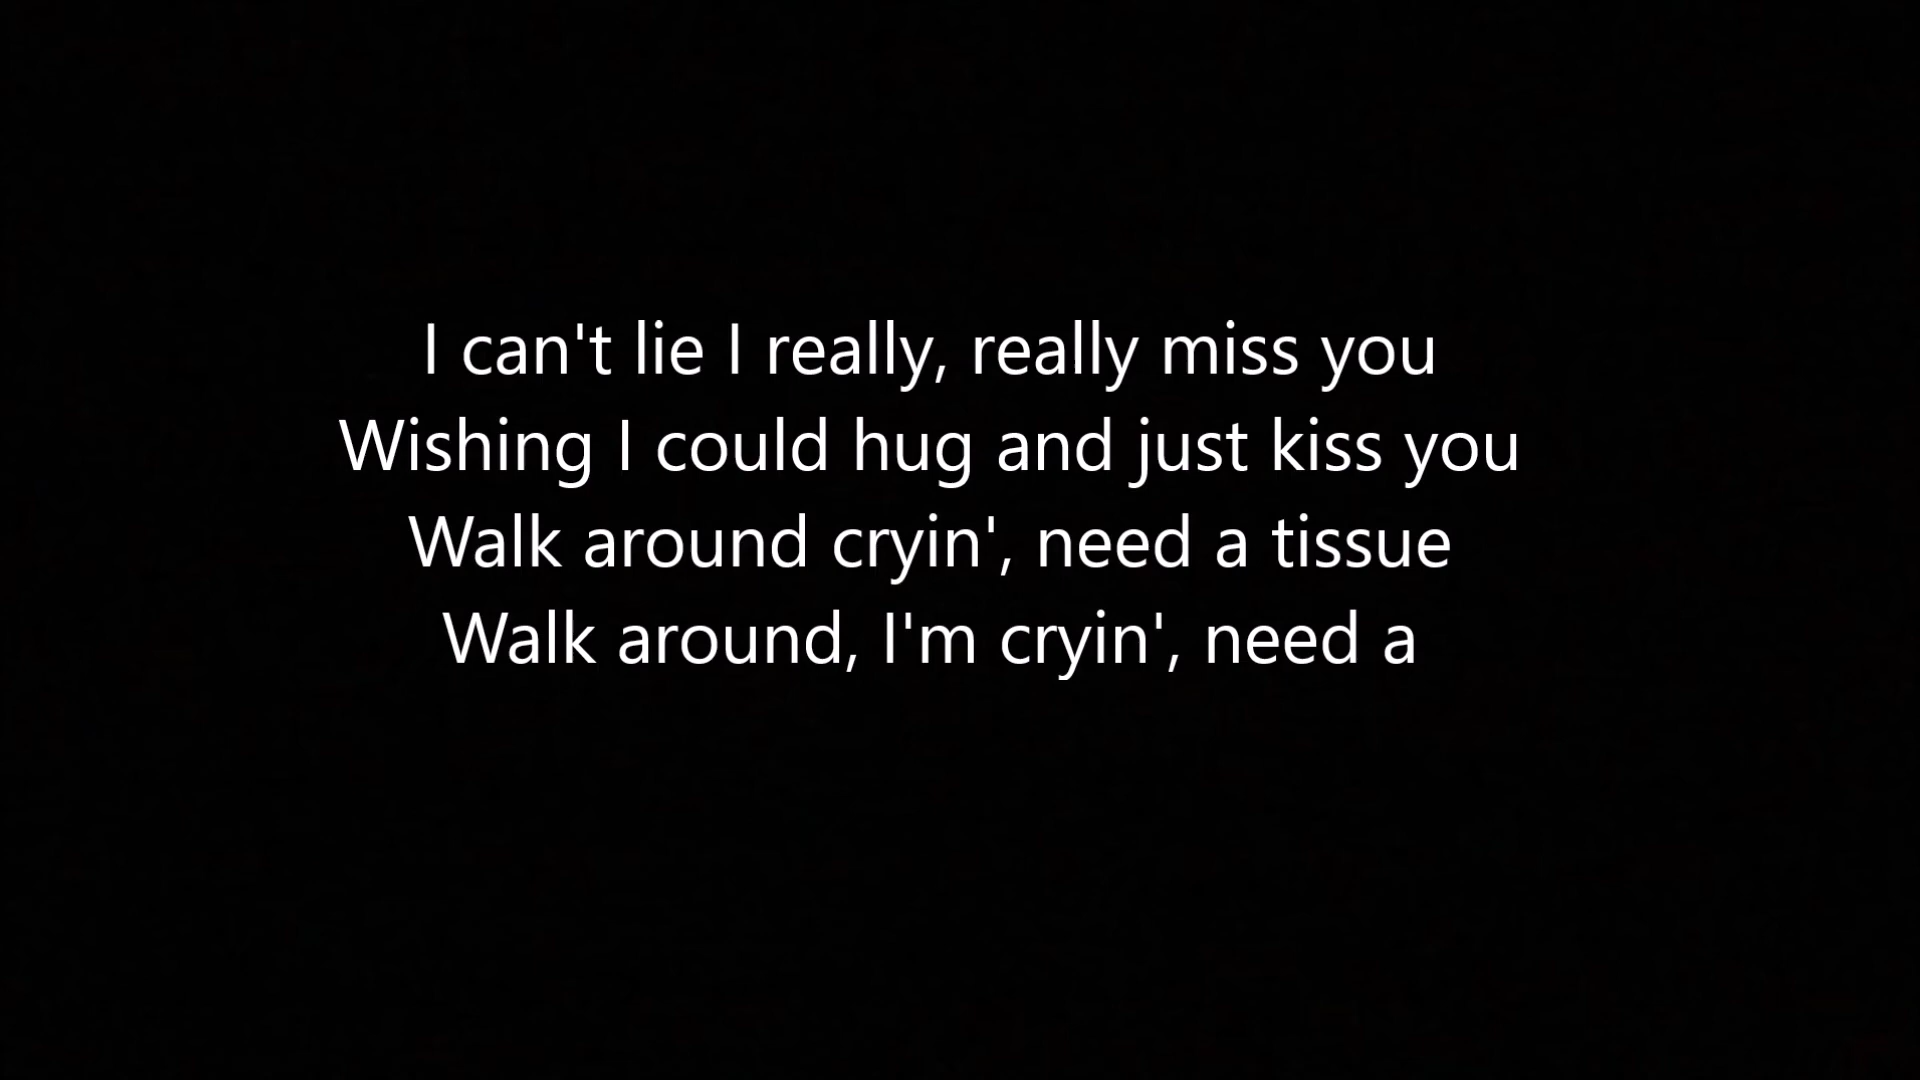 I can't lie I really, really miss you
Wishing I could hug and just kiss you
Walk around cryin', need a tissue
Walk around, I'm cryin', need a